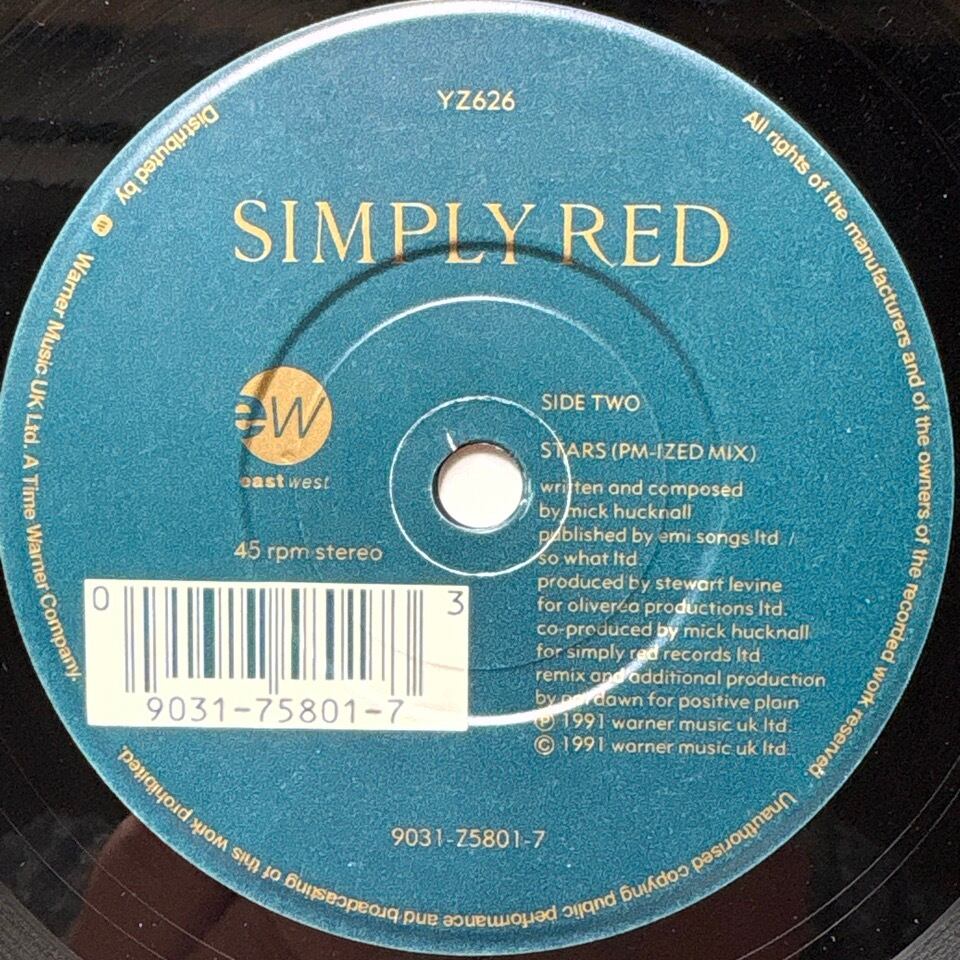 YZ626
SIMPLY RED
ew
eastwest
45 rpm stereo
SIDE TWO
STARS (PM-IZED MIX)
written and composed
by mick hucknall
published by emi songs ltd /
so what ltd.
produced by stewart levine
for oliverea productions ltd.
co-produced by mick hucknall
for simply red records ltd
remix and additional production
by pm dawn for positive plain
℗ 1991 warner music uk ltd.
© 1991 warner music uk ltd.
0 3
9031-75801-7
9031-Z5801-7
Distributed by w Warner Music UK Ltd. A Time Warner Company.
All rights of the manufacturers and of the owners of the recorded work reserved.
Unauthorised copying public performance and broadcasting of this work prohibited.